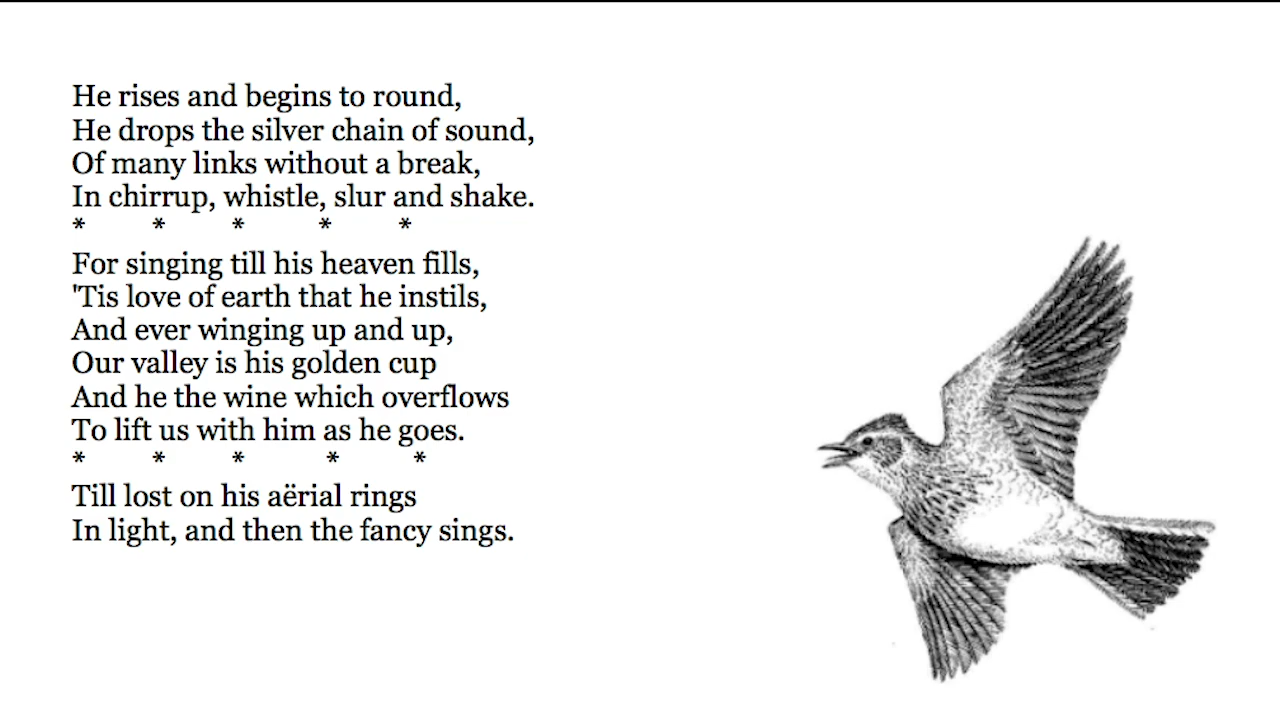 He rises and begins to round,
He drops the silver chain of sound,
Of many links without a break,
In chirrup, whistle, slur and shake.
* * * * *
For singing till his heaven fills,
'Tis love of earth that he instils,
And ever winging up and up,
Our valley is his golden cup
And he the wine which overflows
To lift us with him as he goes.
* * * * *
Till lost on his aërial rings
In light, and then the fancy sings.